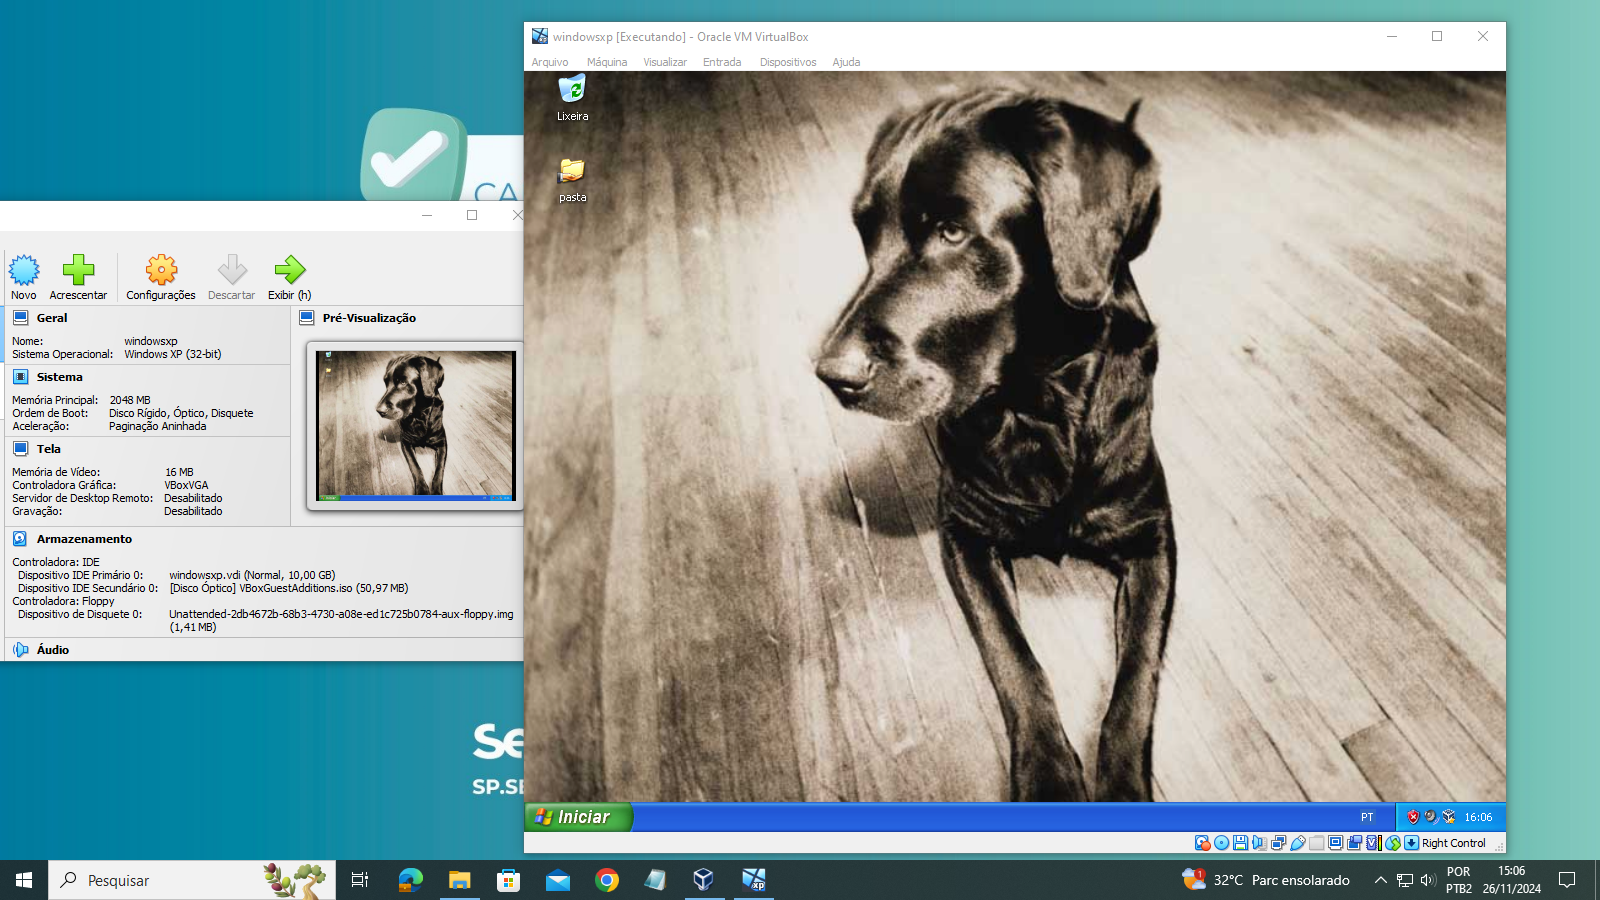 windowsxp [Executando] - Oracle VM VirtualBox
Arquivo Máquina Visualizar Entrada Dispositivos Ajuda
Lixeira
pasta
Iniciar
PT
16:06
Right Control
CA
Novo
Acrescentar
Configurações
Descartar
Exibir (h)
Geral
Nome: windowsxp
Sistema Operacional: Windows XP (32-bit)
Sistema
Memória Principal: 2048 MB
Ordem de Boot: Disco Rígido, Óptico, Disquete
Aceleração: Paginação Aninhada
Tela
Memória de Vídeo: 16 MB
Controladora Gráfica: VBoxVGA
Servidor de Desktop Remoto: Desabilitado
Gravação: Desabilitado
Pré-Visualização
Armazenamento
Controladora: IDE
Dispositivo IDE Primário 0: windowsxp.vdi (Normal, 10,00 GB)
Dispositivo IDE Secundário 0: [Disco Óptico] VBoxGuestAdditions.iso (50,97 MB)
Controladora: Floppy
Dispositivo de Disquete 0: Unattended-2db4672b-68b3-4730-a08e-ed1c725b0784-aux-floppy.img
(1,41 MB)
Áudio
Se
SP.SE
Pesquisar
xp
1
32°C Parc ensolarado
POR
PTB2
15:06
26/11/2024